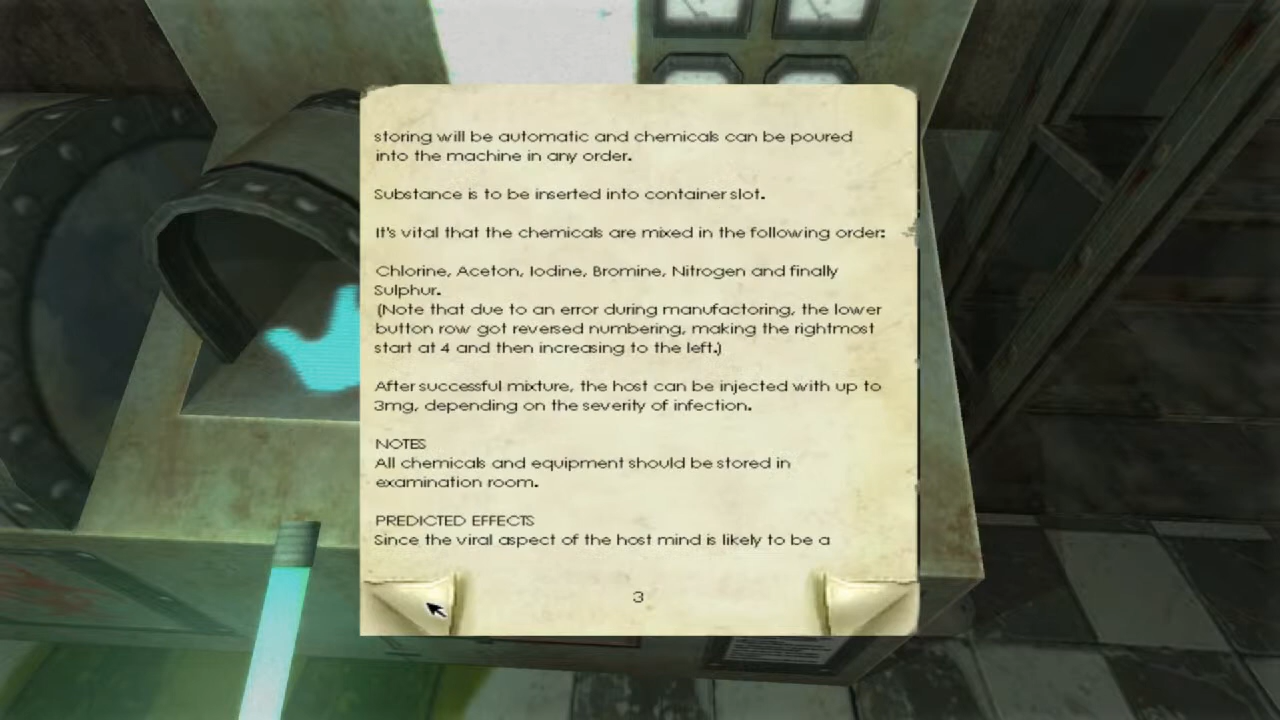 storing will be automatic and chemicals can be poured
into the machine in any order.
Substance is to be inserted into container slot.
It's vital that the chemicals are mixed in the following order:
Chlorine, Aceton, Iodine, Bromine, Nitrogen and finally
Sulphur.
(Note that due to an error during manufactoring, the lower
button row got reversed numbering, making the rightmost
start at 4 and then increasing to the left.)
After successful mixture, the host can be injected with up to
3mg, depending on the severity of infection.
NOTES
All chemicals and equipment should be stored in
examination room.
PREDICTED EFFECTS
Since the viral aspect of the host mind is likely to be a
3